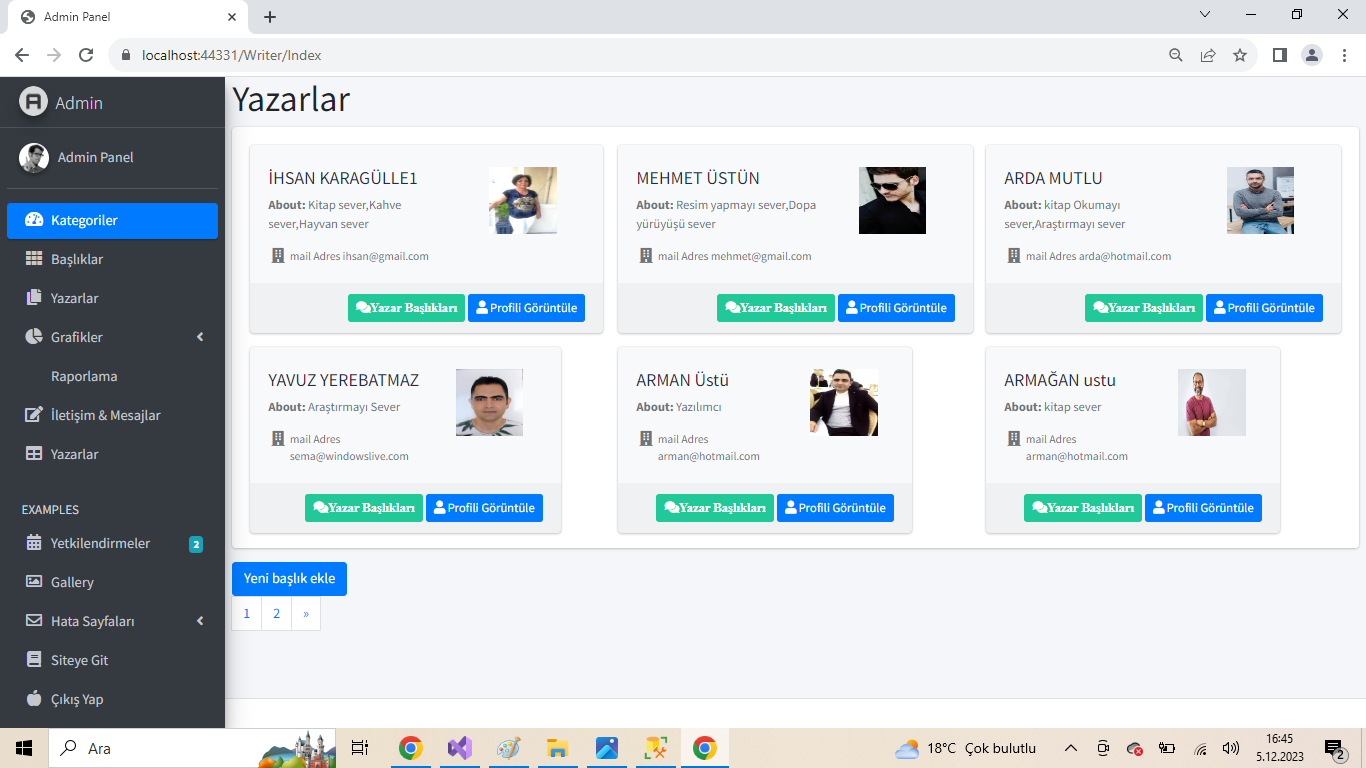 Admin Panel
localhost:44331/Writer/Index
Admin
Admin Panel
Kategoriler
Başlıklar
Yazarlar
Grafikler
Raporlama
İletişim & Mesajlar
Yazarlar
EXAMPLES
Yetkilendirmeler 2
Gallery
Hata Sayfaları
Siteye Git
Çıkış Yap
Yazarlar
İHSAN KARAGÜLLE1
About: Kitap sever,Kahve
sever,Hayvan sever
mail Adres ihsan@gmail.com
Yazar Başlıkları Profili Görüntüle
MEHMET ÜSTÜN
About: Resim yapmayı sever,Dopa
yürüyüşü sever
mail Adres mehmet@gmail.com
Yazar Başlıkları Profili Görüntüle
ARDA MUTLU
About: kitap Okumayı
sever,Araştırmayı sever
mail Adres arda@hotmail.com
Yazar Başlıkları Profili Görüntüle
YAVUZ YEREBATMAZ
About: Araştırmayı Sever
mail Adres
sema@windowslive.com
Yazar Başlıkları Profili Görüntüle
ARMAN Üstü
About: Yazılımcı
mail Adres
arman@hotmail.com
Yazar Başlıkları Profili Görüntüle
ARMAĞAN ustu
About: kitap sever
mail Adres
arman@hotmail.com
Yazar Başlıkları Profili Görüntüle
Yeni başlık ekle
1 2 »
Ara
18°C Çok bulutlu
16:45
5.12.2023
2